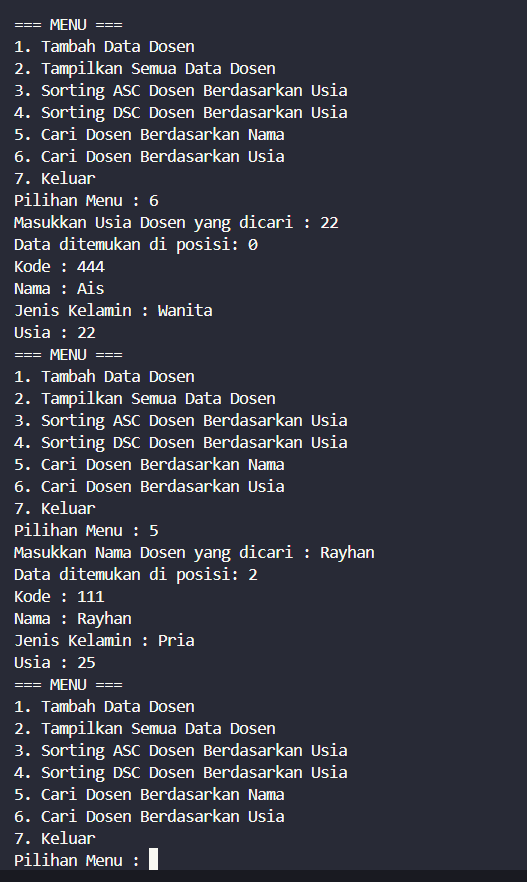 === MENU ===
1. Tambah Data Dosen
2. Tampilkan Semua Data Dosen
3. Sorting ASC Dosen Berdasarkan Usia
4. Sorting DSC Dosen Berdasarkan Usia
5. Cari Dosen Berdasarkan Nama
6. Cari Dosen Berdasarkan Usia
7. Keluar
Pilihan Menu : 6
Masukkan Usia Dosen yang dicari : 22
Data ditemukan di posisi: 0
Kode : 444
Nama : Ais
Jenis Kelamin : Wanita
Usia : 22
=== MENU ===
1. Tambah Data Dosen
2. Tampilkan Semua Data Dosen
3. Sorting ASC Dosen Berdasarkan Usia
4. Sorting DSC Dosen Berdasarkan Usia
5. Cari Dosen Berdasarkan Nama
6. Cari Dosen Berdasarkan Usia
7. Keluar
Pilihan Menu : 5
Masukkan Nama Dosen yang dicari : Rayhan
Data ditemukan di posisi: 2
Kode : 111
Nama : Rayhan
Jenis Kelamin : Pria
Usia : 25
=== MENU ===
1. Tambah Data Dosen
2. Tampilkan Semua Data Dosen
3. Sorting ASC Dosen Berdasarkan Usia
4. Sorting DSC Dosen Berdasarkan Usia
5. Cari Dosen Berdasarkan Nama
6. Cari Dosen Berdasarkan Usia
7. Keluar
Pilihan Menu :